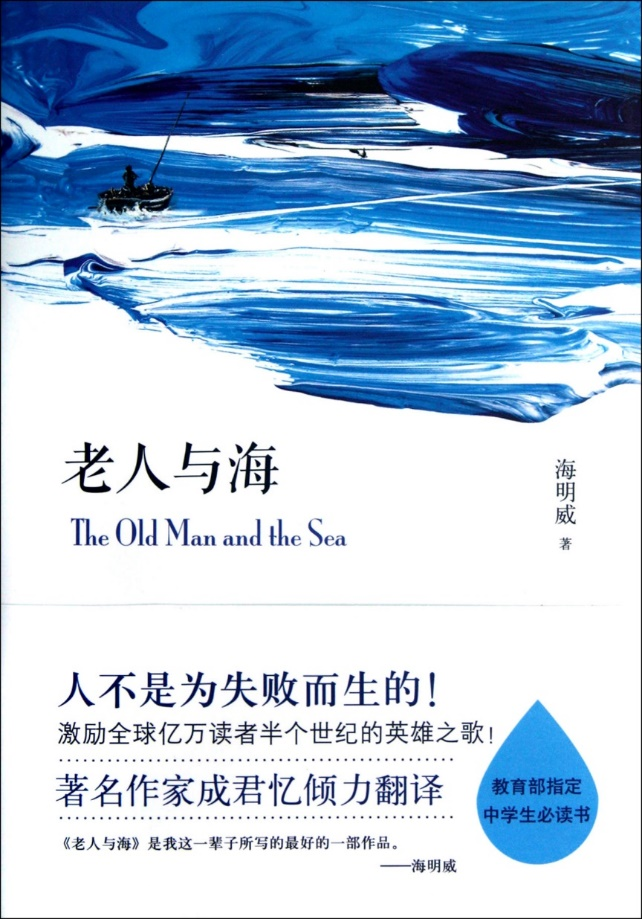 老人与海
The Old Man and the Sea
海明威 著
人不是为失败而生的！
激励全球亿万读者半个世纪的英雄之歌！
著名作家成君忆倾力翻译
《老人与海》是我这一辈子所写的最好的一部作品。
——海明威
教育部指定
中学生必读书